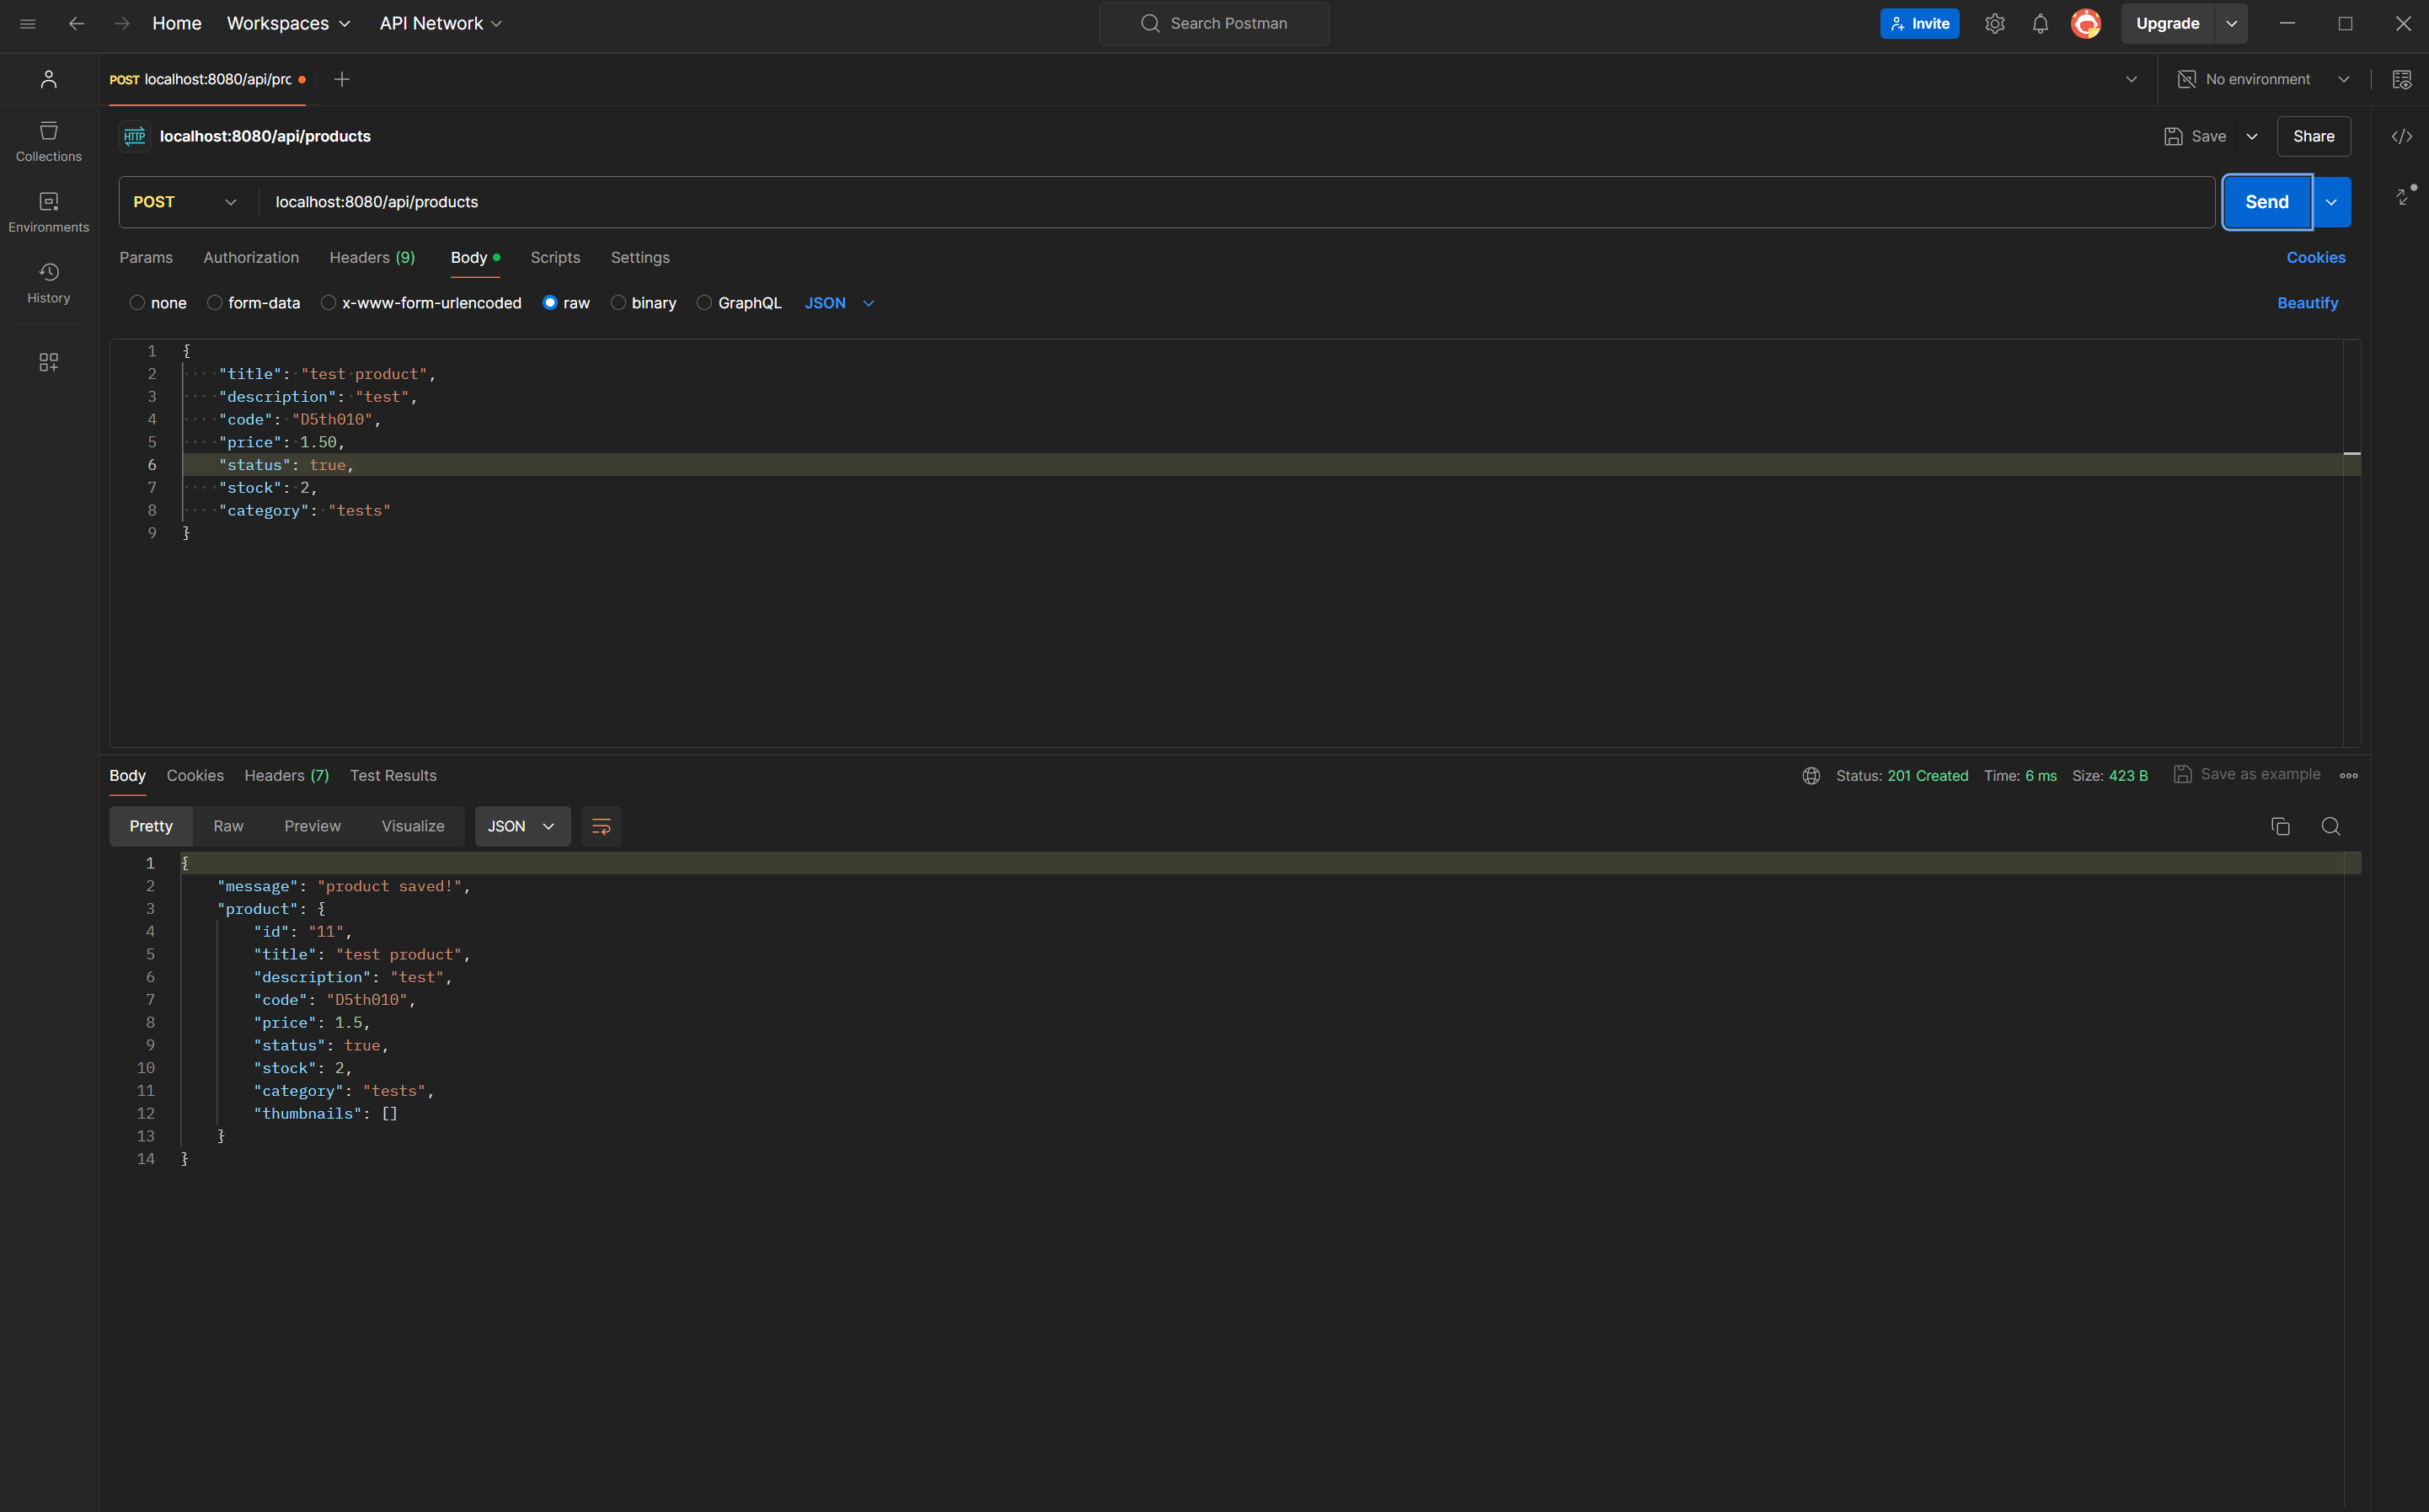 Home Workspaces API Network Search Postman Invite Upgrade
POST localhost:8080/api/prc No environment
HTTP localhost:8080/api/products Save Share
Collections
POST localhost:8080/api/products Send
Environments
Params Authorization Headers (9) Body Scripts Settings Cookies
History
none form-data x-www-form-urlencoded raw binary GraphQL JSON Beautify
1 {
2 "title": "test product",
3 "description": "test",
4 "code": "D5th010",
5 "price": 1.50,
6 "status": true,
7 "stock": 2,
8 "category": "tests"
9 }
Body Cookies Headers (7) Test Results Status: 201 Created Time: 6 ms Size: 423 B Save as example
Pretty Raw Preview Visualize JSON
1 {
2 "message": "product saved!",
3 "product": {
4 "id": "11",
5 "title": "test product",
6 "description": "test",
7 "code": "D5th010",
8 "price": 1.5,
9 "status": true,
10 "stock": 2,
11 "category": "tests",
12 "thumbnails": []
13 }
14 }